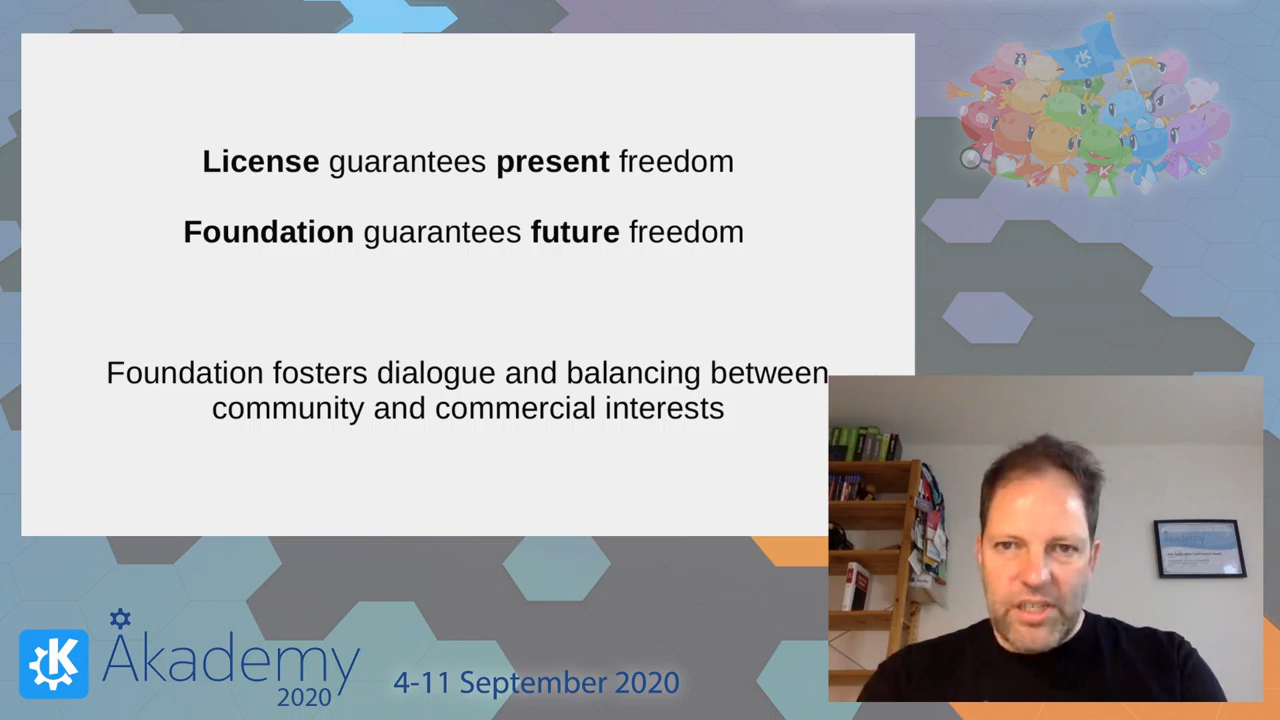 License guarantees present freedom
Foundation guarantees future freedom
Foundation fosters dialogue and balancing between
community and commercial interests
Akademy
2020
4-11 September 2020